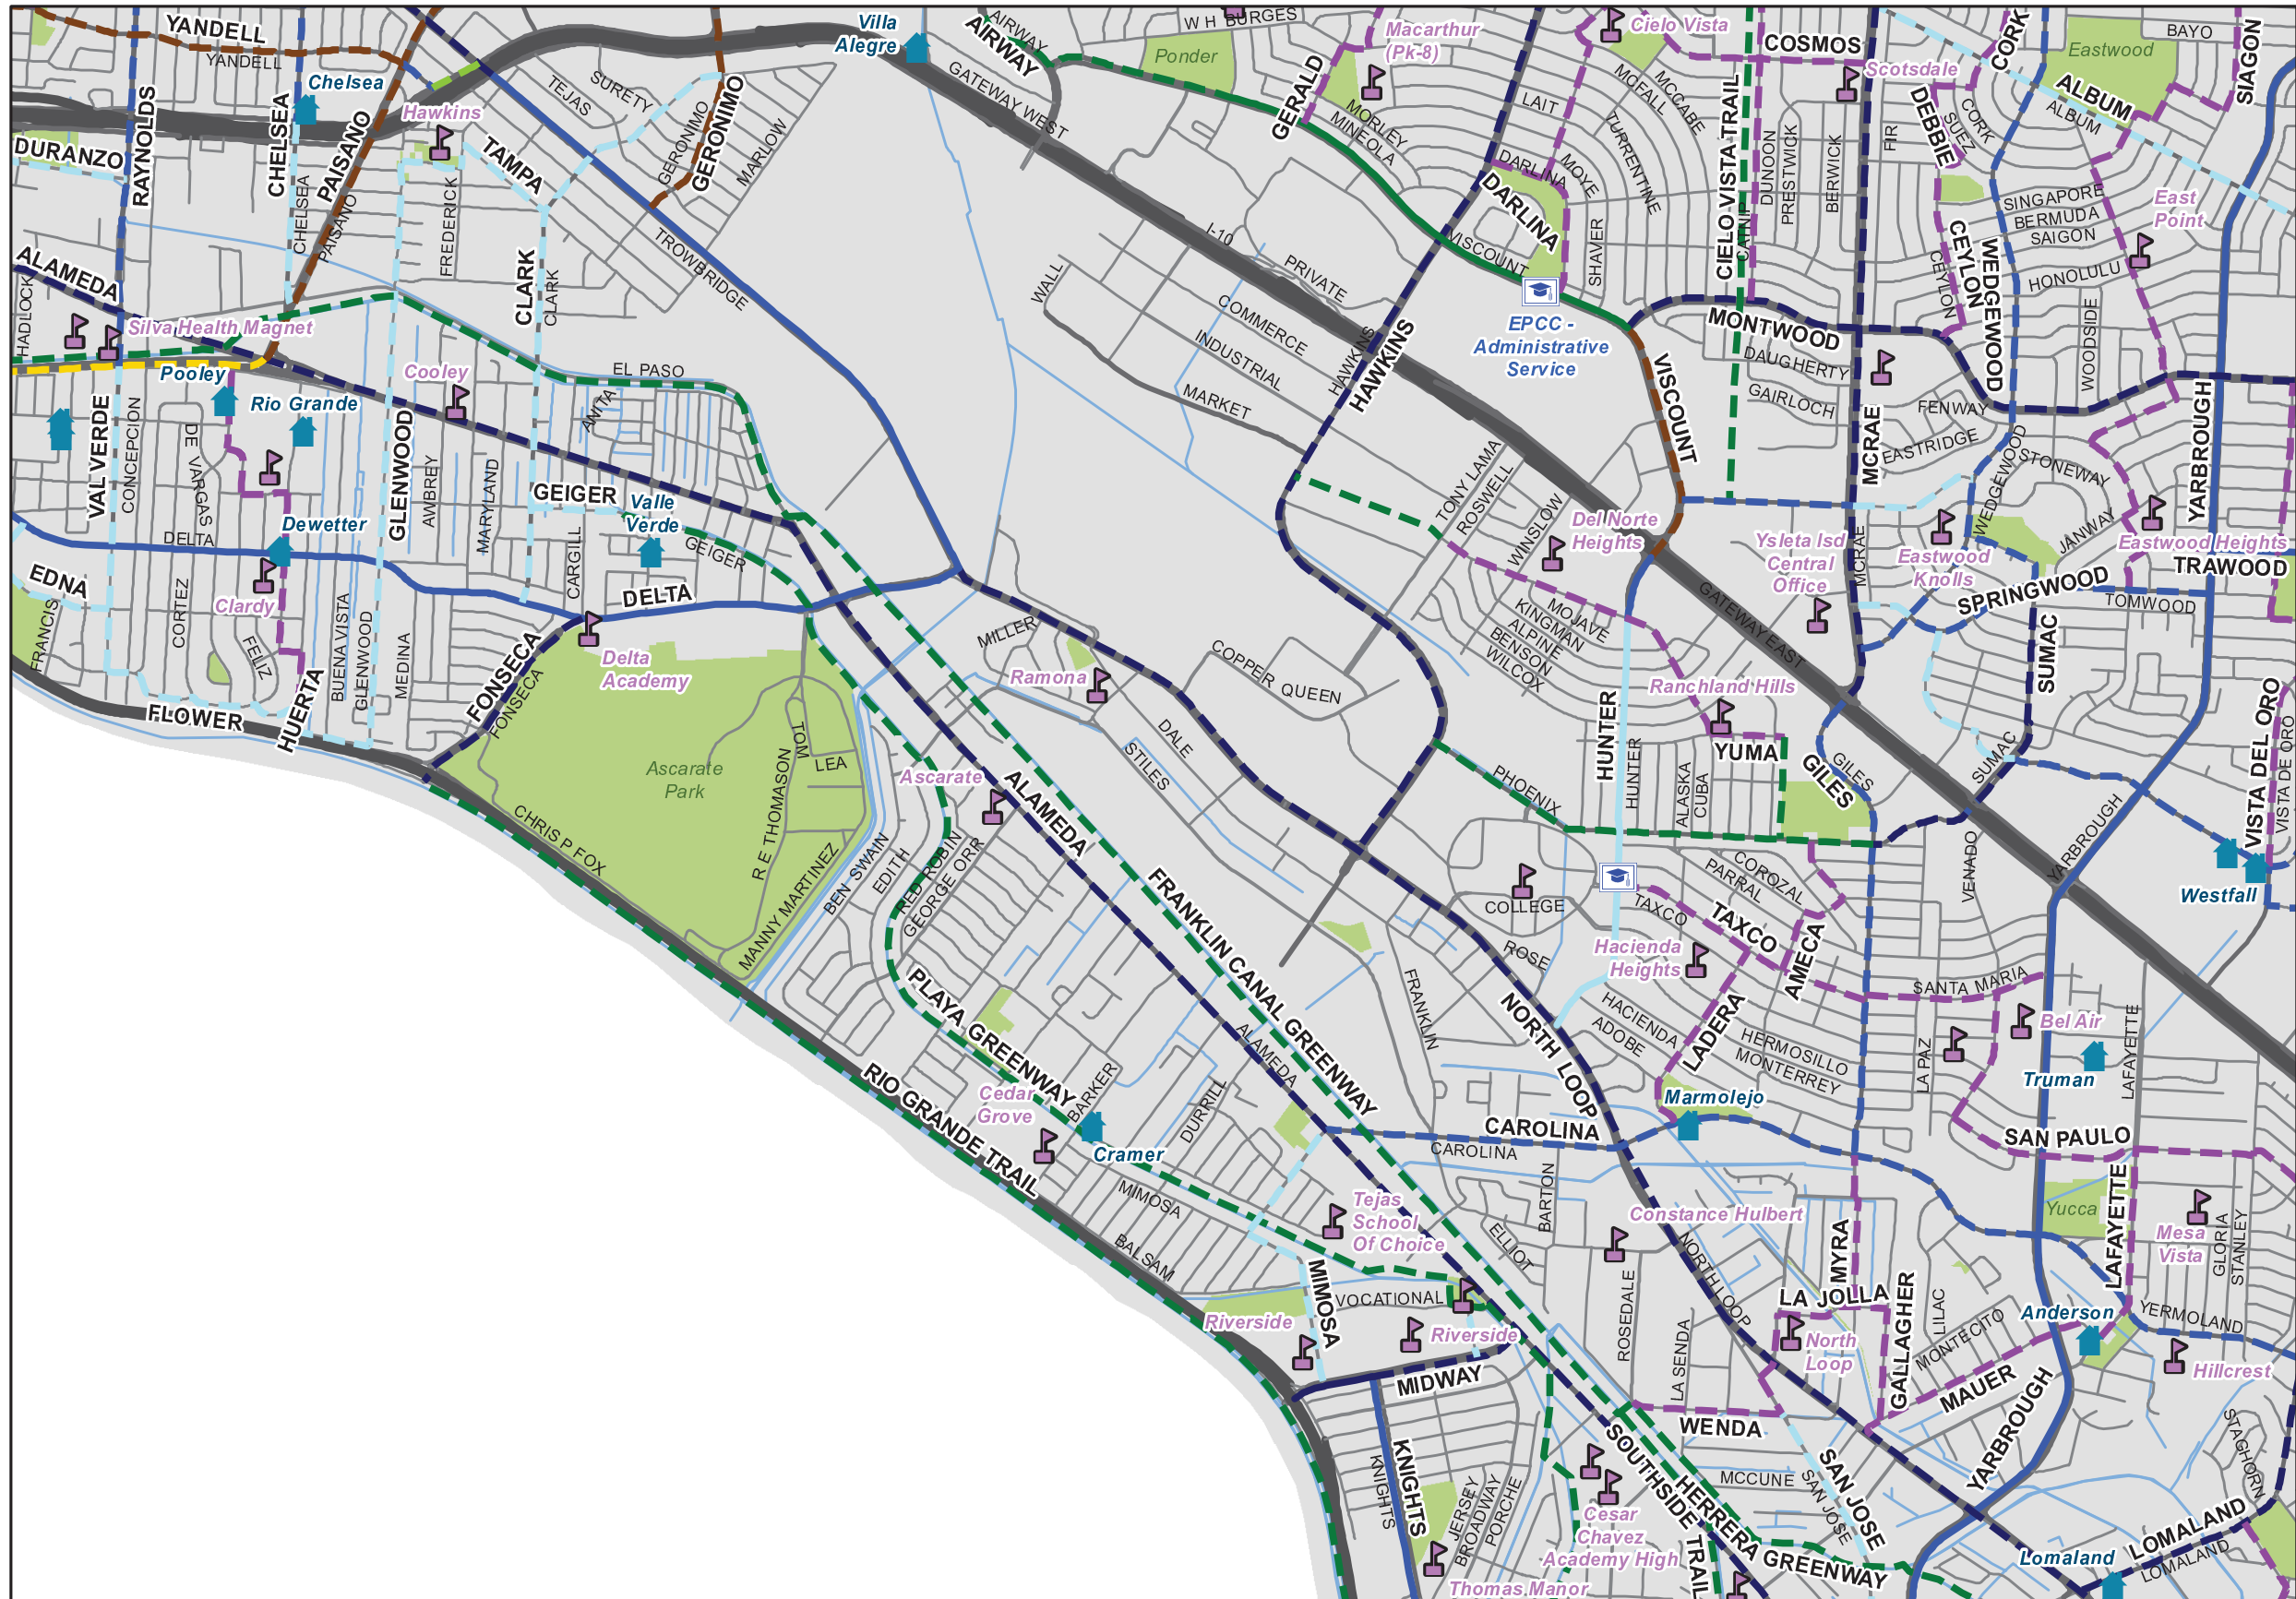 YANDELL
YANDELL
Villa
Alegre
AIRWAY
AIRWAY
W H BURGES
Ponder
Macarthur
(Pk-8)
Cielo Vista
COSMOS
Scotsdale
CORK
Eastwood
BAYO
SIAGON
Chelsea
Hawkins
TEJAS
SURETY
GATEWAY WEST
GERALD
MORLEY
MINEOLA
LAIT
MCFALL
MCCABE
TURRENTINE
CIELO VISTA TRAIL
DUNOON
PRESTWICK
BERWICK
FIR
DEBBIE
SUEZ
CORK
ALBUM
ALBUM
DURANZO
RAYNOLDS
CHELSEA
CHELSEA
PAISANO
PAISANO
TAMPA
GERONIMO
GERONIMO
MARLOW
DARLINA
DARLINA
MOYE
SHAVER
CATNIP
SINGAPORE
BERMUDA
SAIGON
HONOLULU
East
Point
ALAMEDA
HADLOCK
FREDERICK
CLARK
CLARK
TROWBRIDGE
WALL
I-10
PRIVATE
COMMERCE
INDUSTRIAL
MARKET
HAWKINS
HAWKINS
VISCOUNT
EPCC -
Administrative
Service
MONTWOOD
DAUGHERTY
GAIRLOCH
CEYLON
CEYLON
WEDGEWOOD
WOODSIDE
Silva Health Magnet
Pooley
Rio Grande
Cooley
EL PASO
ANITA
VISCOUNT
MCRAE
FENWAY
EASTRIDGE
STONEWAY
YARBROUGH
VAL VERDE
CONCEPCION
DE VARGAS
GLENWOOD
AWBREY
MARYLAND
GEIGER
Valle
Verde
GEIGER
CARGILL
TONY LAMA
ROSWELL
WINSLOW
Del Norte
Heights
Ysleta Isd
Central
Office
MCRAE
WEDGEWOOD
JANWAY
Eastwood
Knolls
Eastwood Heights
TRAWOOD
Dewetter
DELTA
EDNA
Clardy
FRANCIS
CORTEZ
FELIZ
BUENA VISTA
GLENWOOD
MEDINA
DELTA
Delta
Academy
FONSECA
FONSECA
MILLER
Ramona
COPPER QUEEN
MOJAVE
KINGMAN
ALPINE
BENSON
WILCOX
GATEWAY EAST
SPRINGWOOD
TOMWOOD
SUMAC
SUMAC
FLOWER
HUERTA
Ascarate
Park
TOM
LEA
R E THOMASON
Ascarate
DALE
STILES
Ranchland Hills
HUNTER
HUNTER
YUMA
ALASKA
CUBA
GILES
GILES
VISTA DEL ORO
VISTA DE ORO
CHRIS P FOX
MANNY MARTINEZ
BEN SWAIN
EDITH
RED ROBIN
GEORGE ORR
ALAMEDA
PHOENIX
COLLEGE
COROZAL
PARRAL
VENADO
YARBROUGH
Westfall
FRANKLIN CANAL GREENWAY
ROSE
TAXCO
TAXCO
AMECA
Hacienda
Heights
SANTA MARIA
PLAYA GREENWAY
FRANKLIN
NORTH LOOP
HACIENDA
ADOBE
LADERA
HERMOSILLO
MONTERREY
LA PAZ
Bel Air
Truman
LAFAYETTE
RIO GRANDE TRAIL
Cedar
Grove
BARKER
DURRILL
ALAMEDA
Cramer
CAROLINA
CAROLINA
Marmolejo
SAN PAULO
MIMOSA
BALSAM
Tejas
School
Of Choice
BARTON
ELLIOT
Constance Hulbert
MYRA
Yucca
LAFAYETTE
Mesa
Vista
GLORIA
STANLEY
MIMOSA
VOCATIONAL
Riverside
Riverside
ROSEDALE
NORTH LOOP
LA JOLLA
North
Loop
GALLAGHER
LILAC
MONTECITO
Anderson
YERMOLAND
Hillcrest
MIDWAY
LA SENDA
MAUER
WENDA
YARBROUGH
STAGHORN
KNIGHTS
KNIGHTS
JERSEY
BROADWAY
PORCHE
SOUTHSIDE TRAIL
HERRERA GREENWAY
MCCUNE
SAN JOSE
SAN JOSE
Cesar
Chavez
Academy High
Thomas Manor
Lomaland
LOMALAND
LOMALAND